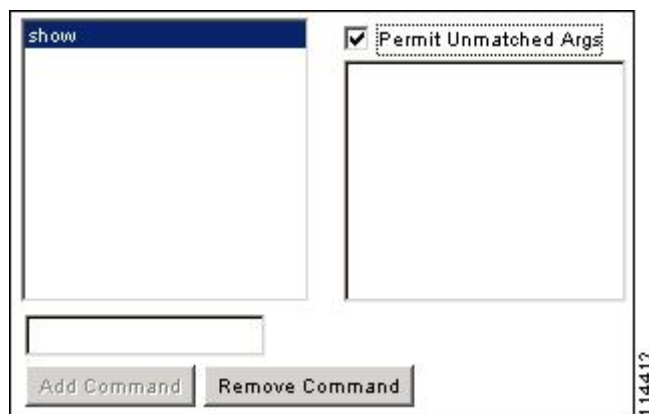 show
Permit Unmatched Args
Add Command
Remove Command
114412